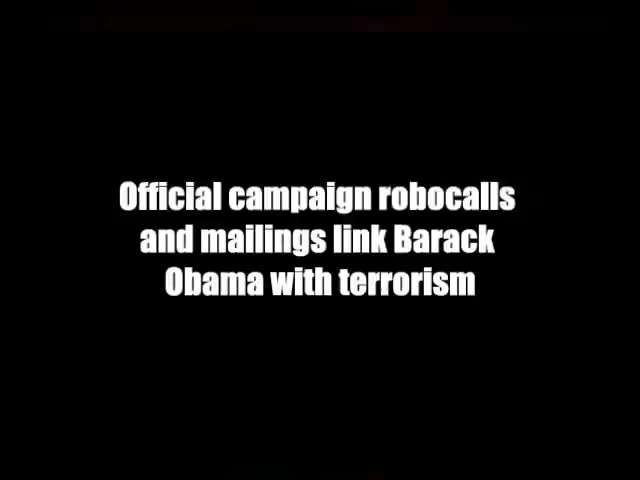 Official campaign robocalls
and mailings link Barack
Obama with terrorism